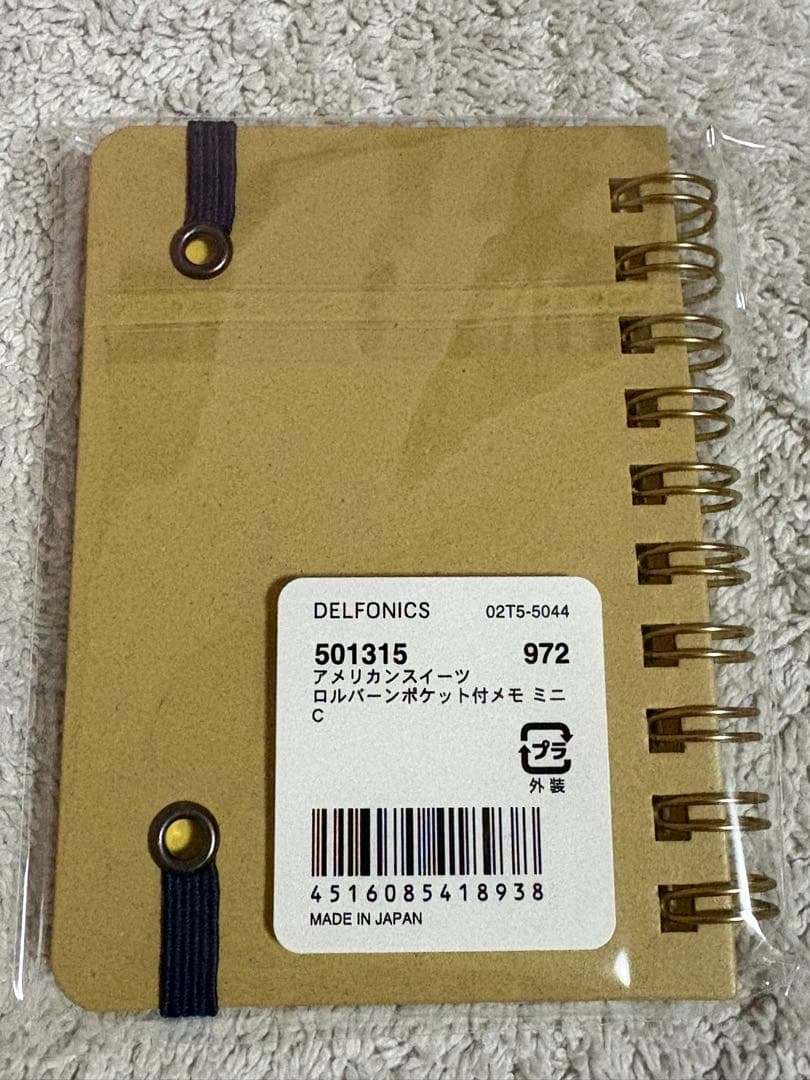 DELFONICS 02T5-5044
501315 972
アメリカンスイーツ
ロルバーンポケット付メモ ミニ
C
プラ
外装
4516085418938
MADE IN JAPAN